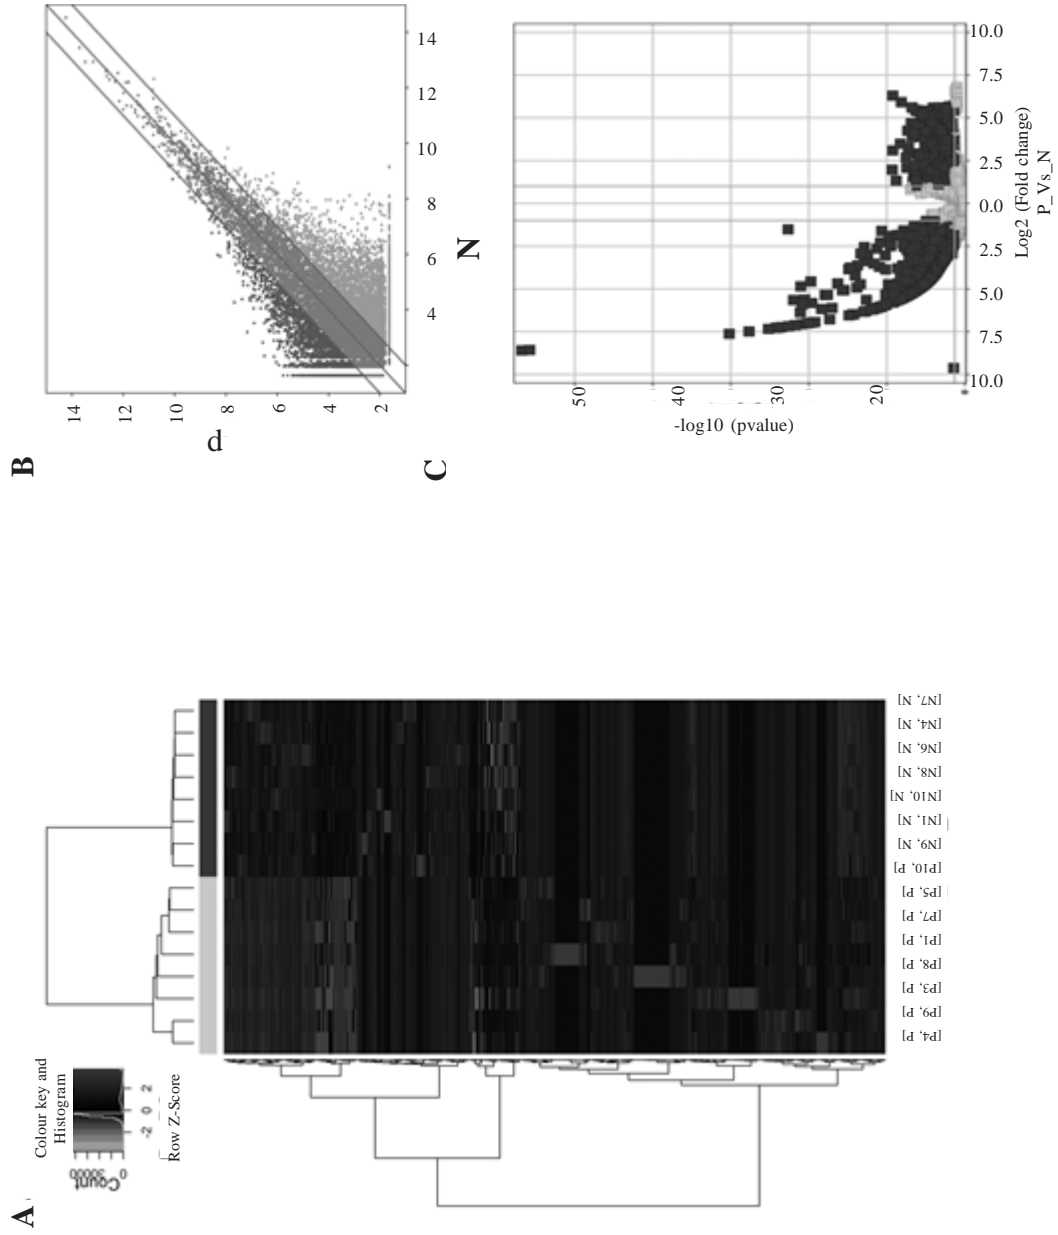 A
Colour key and
Histogram
Count
0
30000
-2
0
2
Row Z-Score
[P4, P]
[P9, P]
[P3, P]
[P8, P]
[P1, P]
[P7, P]
[P5, P]
[P10, P]
[N9, N]
[N1, N]
[N10, N]
[N8, N]
[N6, N]
[N4, N]
[N7, N]
B
14
12
10
8
6
4
2
d
4
6
8
10
12
14
N
C
50
40
30
20
0
-log10 (pvalue)
10.0
7.5
5.0
2.5
0.0
2.5
5.0
7.5
10.0
Log2 (Fold change)
P_Vs_N